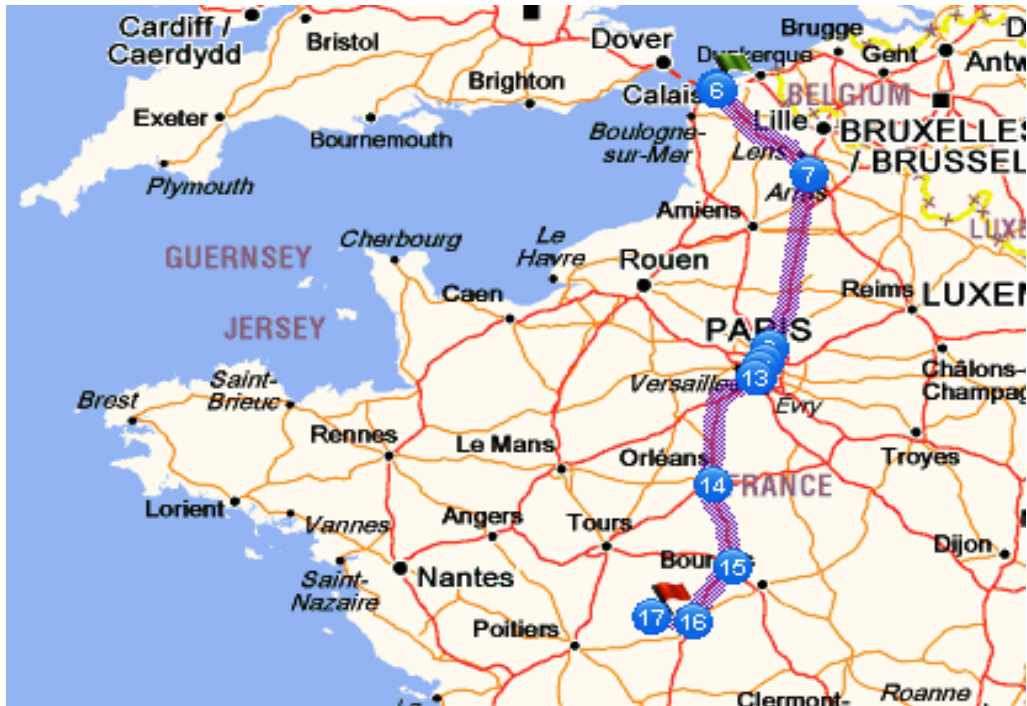 Cardiff /
Caerdydd
Bristol
Dover
Brugge
Geht
Antw
Dunkerque
Brighton
Calais
6
BELGIUM
Exeter
Bournemouth
Boulogne-
sur-Mer
Lille
BRUXELLES
/ BRUSSEL
Lens
Plymouth
7
Arras
Amiens
LUXE
GUERNSEY
Cherbourg
Le
Havre
Rouen
Reims
LUXEN
Caen
JERSEY
PARIS
Versailles
13
Evry
Châlons-
Champag
Saint-
Brieuc
Brest
Rennes
Le Mans
Orléans
Troyes
14
FRANCE
Lorient
Vannes
Angers
Tours
Dijon
15
Saint-
Nazaire
Nantes
17
16
Poitiers
Clermont-
Roanne